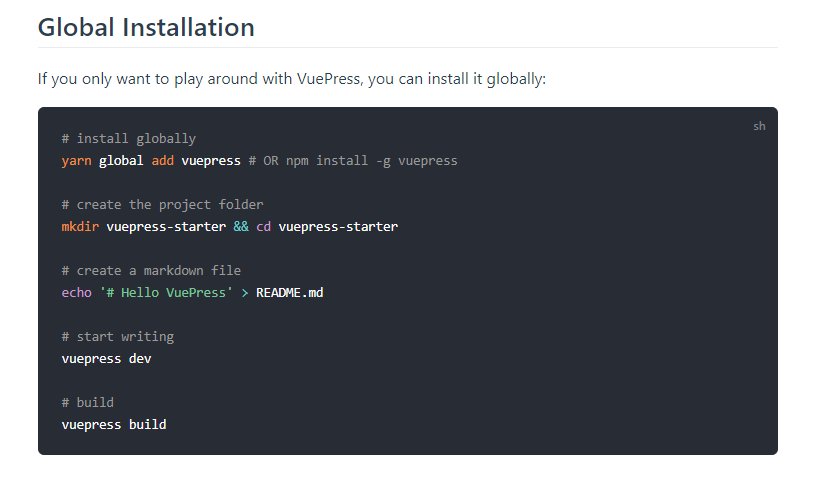 Global Installation
If you only want to play around with VuePress, you can install it globally:
sh
# install globally
yarn global add vuepress # OR npm install -g vuepress
# create the project folder
mkdir vuepress-starter && cd vuepress-starter
# create a markdown file
echo '# Hello VuePress' > README.md
# start writing
vuepress dev
# build
vuepress build